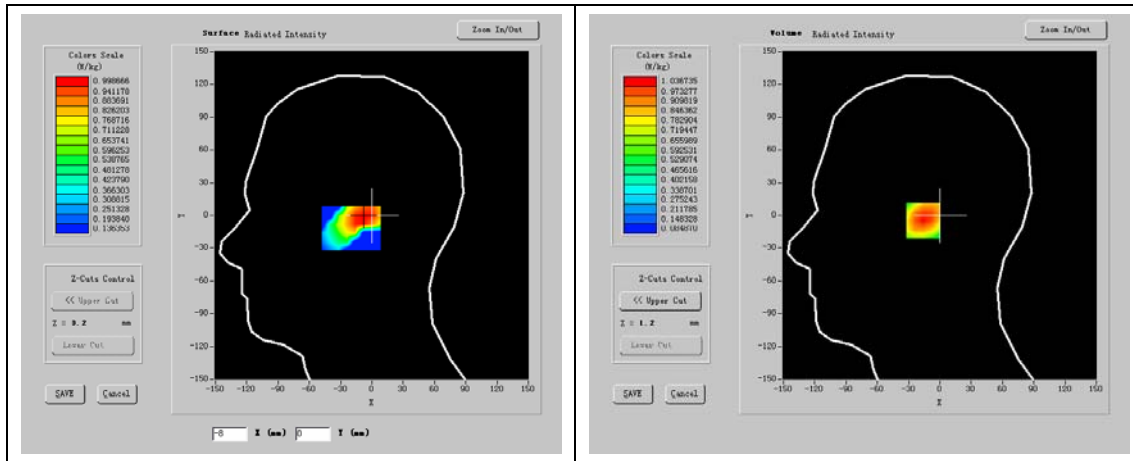 Surface Radiated Intensity
Zoom In/Out
Colors Scale
(W/kg)
0.998666
0.941178
0.883691
0.826203
0.768716
0.711228
0.653741
0.596253
0.538765
0.481278
0.423790
0.366303
0.308815
0.251328
0.193840
0.136353
Z-Cuts Control
<< Upper Cut
mm
Lower Cut
SAVE
Cancel
150
120
90
60
30
0
-30
-60
-90
-120
-150
Y
-150 -120 -90 -60 -30 0 30 60 90 120 150
X
-8 X (mm) 0 Y (mm)
Volume Radiated Intensity
Zoom In/Out
Colors Scale
(W/kg)
1.036735
0.973277
0.909819
0.846362
0.782904
0.719447
0.655989
0.592531
0.529074
0.465616
0.402158
0.338701
0.275243
0.211785
0.148328
Z-Cuts Control
<< Upper Cut
mm
Lower Cut
SAVE
Cancel
150
120
90
60
30
0
-30
-60
-90
-120
-150
Y
-150 -120 -90 -60 -30 0 30 60 90 120 150
X